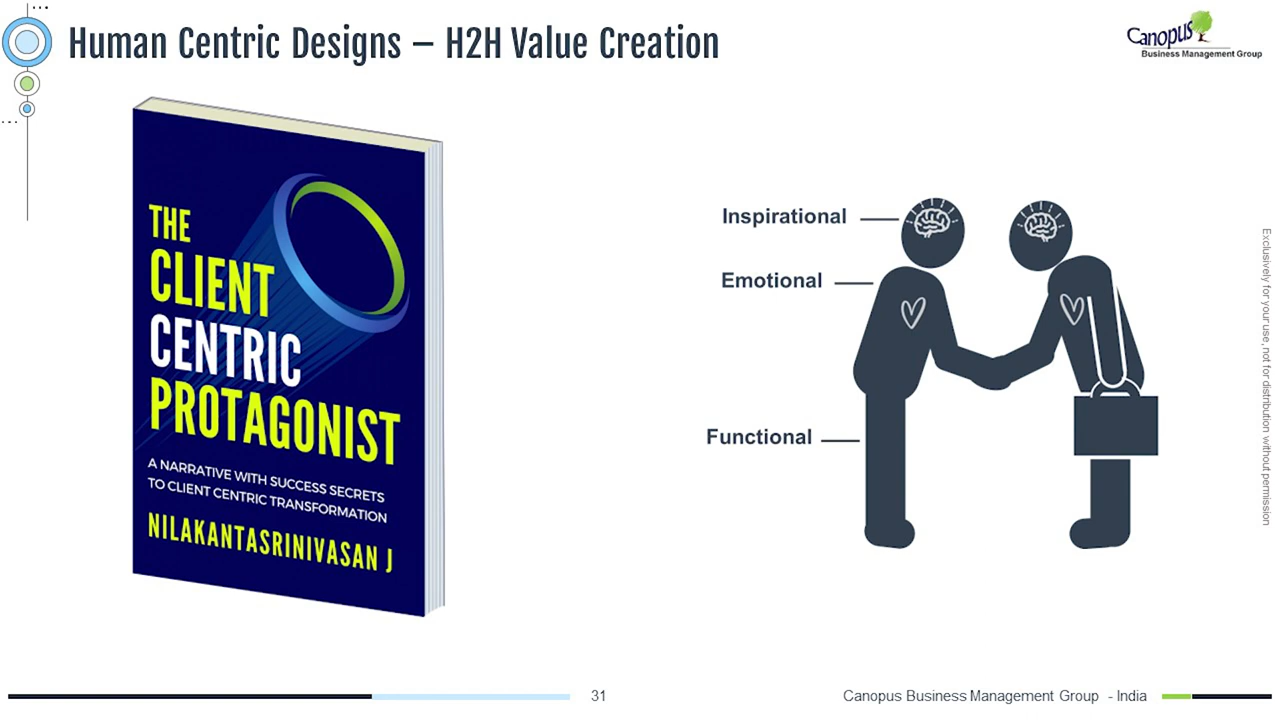 Human Centric Designs – H2H Value Creation
Canopus
Business Management Group
THE
CLIENT
CENTRIC
PROTAGONIST
A NARRATIVE WITH SUCCESS SECRETS
TO CLIENT CENTRIC TRANSFORMATION
NILAKANTASRINIVASAN J
Inspirational
Emotional
Functional
Exclusively for your use, not for distribution without permission
31
Canopus Business Management Group - India